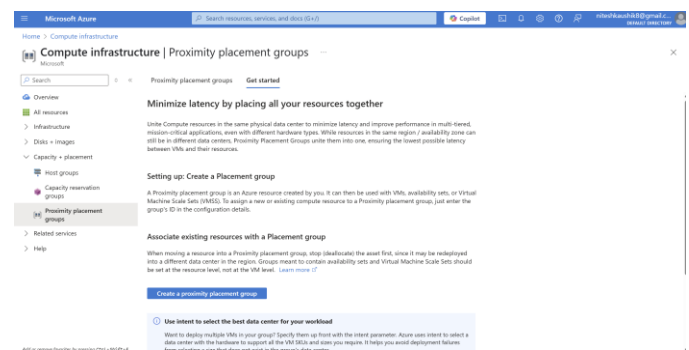 Microsoft Azure
Search resources, services, and docs (G+/)
Copilot
niteshkaushik8@gmail.c...
DEFAULT DIRECTORY
Home > Compute infrastructure
Compute infrastructure | Proximity placement groups ...
Microsoft
Search
Overview
All resources
Infrastructure
Disks + images
Capacity + placement
Host groups
Capacity reservation
groups
Proximity placement
groups
Related services
Help
Proximity placement groups Get started
Minimize latency by placing all your resources together
Unite Compute resources in the same physical data center to minimize latency and improve performance in multi-tiered,
mission-critical applications, even with different hardware types. While resources in the same region / availability zone can
still be in different data centers, Proximity Placement Groups unite them into one, ensuring the lowest possible latency
between VMs and their resources.
Setting up: Create a Placement group
A Proximity placement group is an Azure resource created by you. It can then be used with VMs, availability sets, or Virtual
Machine Scale Sets (VMSS). To assign a new or existing compute resource to a Proximity placement group, just enter the
group's ID in the configuration details.
Associate existing resources with a Placement group
When moving a resource into a Proximity placement group, stop (deallocate) the asset first, since it may be redeployed
into a different data center in the region. Groups meant to contain availability sets and Virtual Machine Scale Sets should
be set at the resource level, not at the VM level. Learn more
Create a proximity placement group
Use intent to select the best data center for your workload
Want to deploy multiple VMs in your group? Specify them up front with the intent parameter. Azure uses intent to select a
data center with the hardware to support all the VM SKUs and sizes you require. It helps you avoid deployment failures